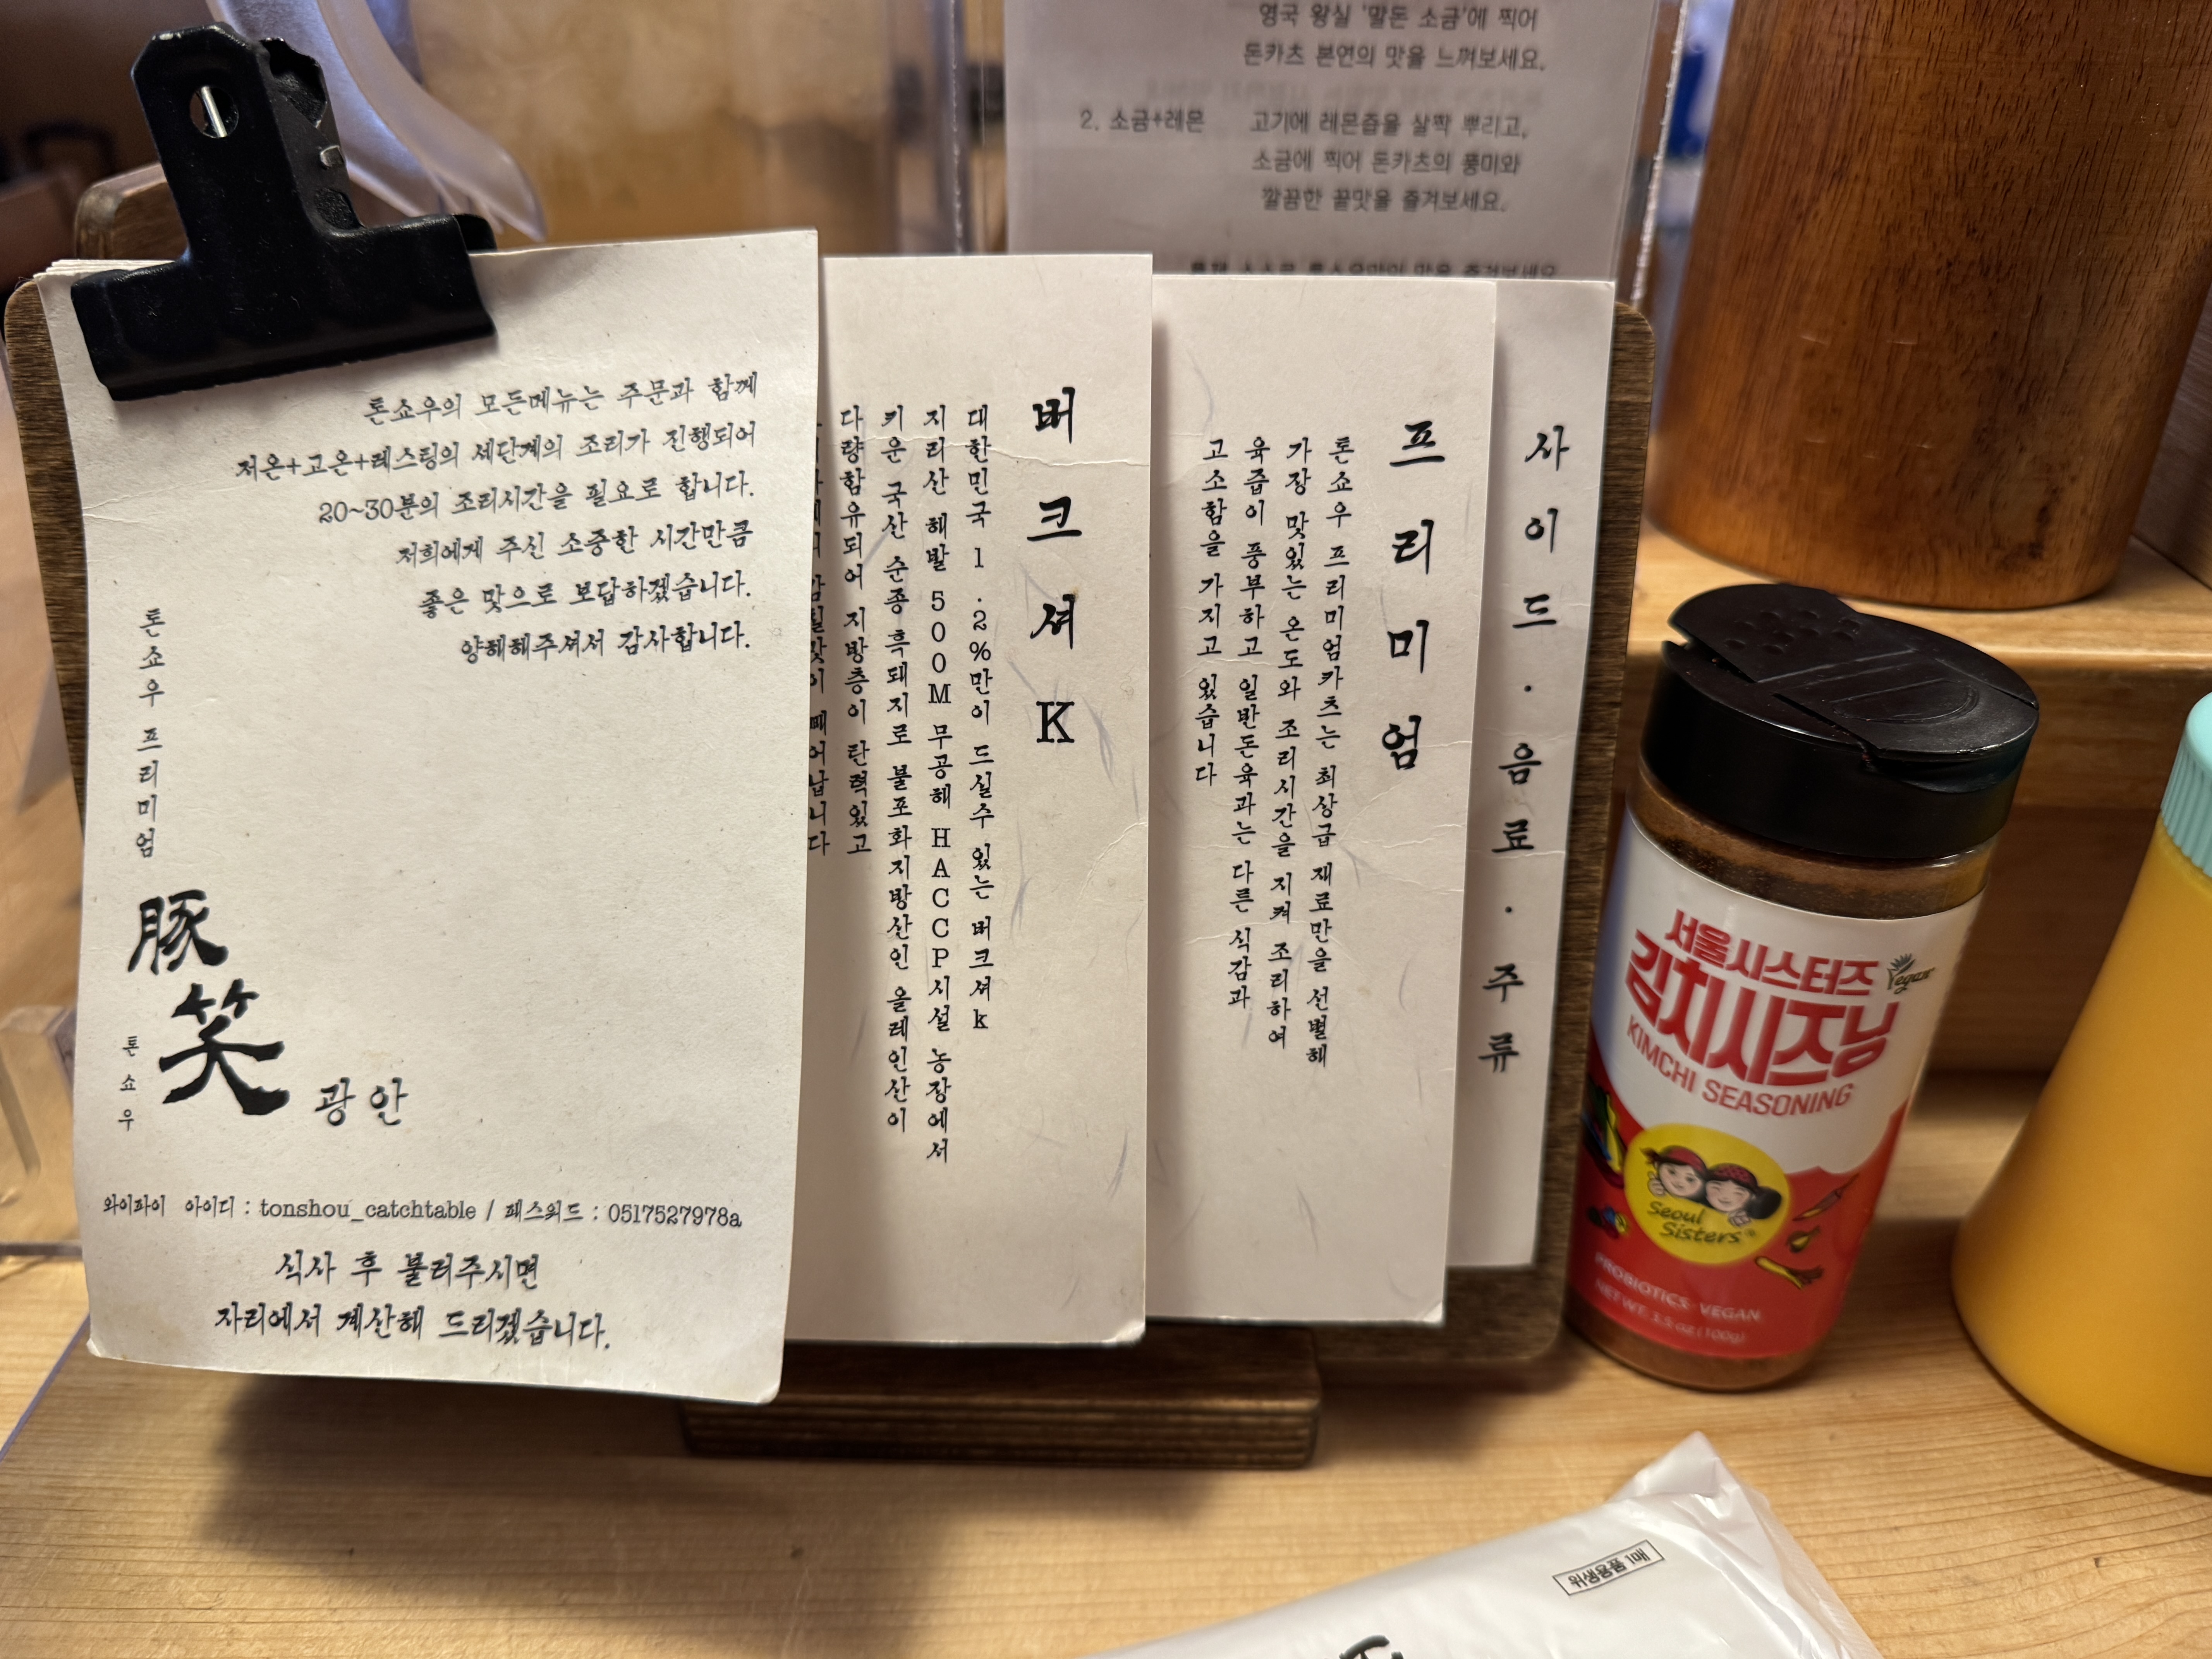 영국 왕실 '말돈 소금'에 찍어
돈카츠 본연의 맛을 느껴보세요.
2. 소금+레몬 고기에 레몬즙을 살짝 뿌리고,
소금에 찍어 돈카츠의 풍미와
깔끔한 끝맛을 즐겨보세요.
톤쇼우의 모든메뉴는 주문과 함께
저온+고온+레스팅의 세단계의 조리가 진행되어
20~30분의 조리시간을 필요로 합니다.
저희에게 주신 소중한 시간만큼
좋은 맛으로 보답하겠습니다.
양해해주셔서 감사합니다.
톤쇼우 프리미엄
豚笑
톤쇼우
광안
와이파이 아이디 : tonshou_catchtable / 패스워드 : 0517527978a
식사 후 불러주시면
자리에서 계산해 드리겠습니다.
버크셔K
대한민국 1.2%만이 드실수 있는 버크셔k
지리산 해발 500M 무공해 HACCP시설 농장에서
키운 국산 순종 흑돼지로 불포화지방산인 올레인산이
다량함유되어 지방층이 탄력있고
감칠맛이 빼어납니다
프리미엄
톤쇼우 프리미엄카츠는 최상급 재료만을 선별해
가장 맛있는 온도와 조리시간을 지켜 조리하여
육즙이 풍부하고 일반돈육과는 다른 식감과
고소함을 가지고 있습니다
사이드·음료·주류
서울시스터즈
김치시즈닝
Vegan
KIMCHI SEASONING
Seoul
Sisters
PROBIOTICS· VEGAN
NET WT. 3.5 oz (100g)
위생용품 1매